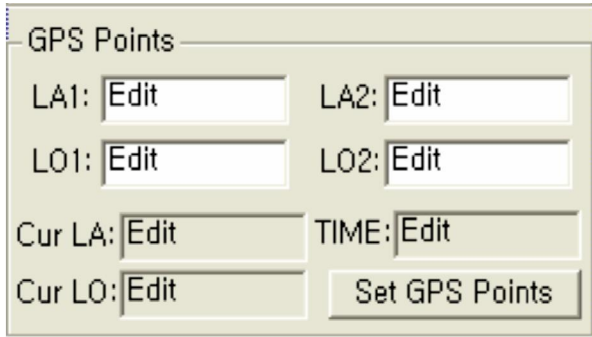 GPS Points
LA1: Edit LA2: Edit
LO1: Edit LO2: Edit
Cur LA: Edit TIME: Edit
Cur LO: Edit Set GPS Points